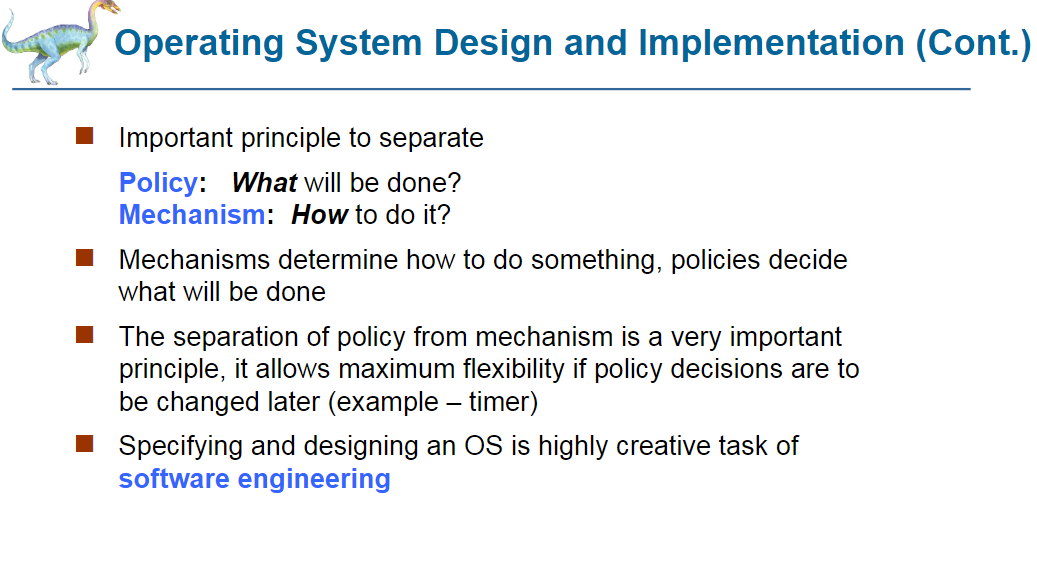 Operating System Design and Implementation (Cont.)
Important principle to separate
Policy: What will be done?
Mechanism: How to do it?
Mechanisms determine how to do something, policies decide
what will be done
The separation of policy from mechanism is a very important
principle, it allows maximum flexibility if policy decisions are to
be changed later (example – timer)
Specifying and designing an OS is highly creative task of
software engineering